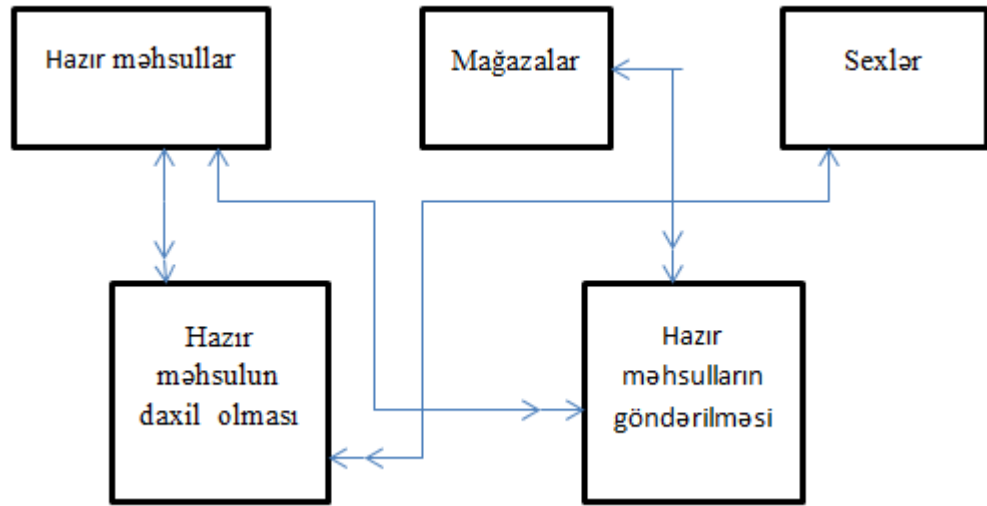 Hazır məhsullar
Mağazalar
Sexlər
Hazır
məhsulun
daxil olması
Hazır
məhsulların
göndərilməsi